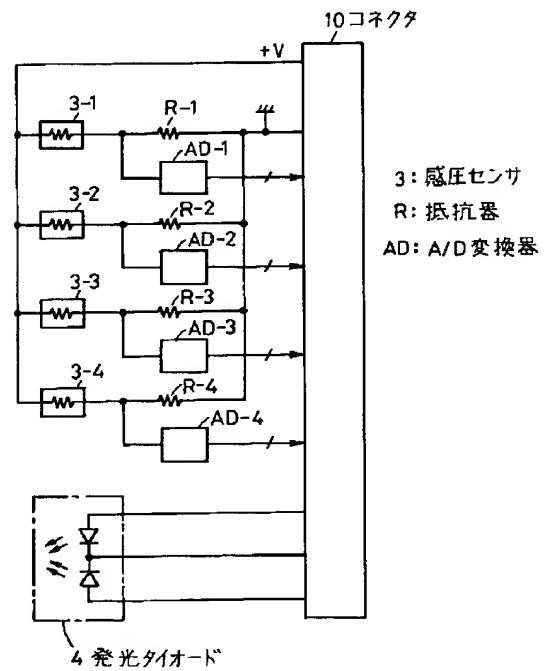 10コネクタ
+V
3-1
R-1
AD-1
3-2
R-2
AD-2
3-3
R-3
AD-3
3-4
R-4
AD-4
3: 感圧センサ
R: 抵抗器
AD: A/D変換器
4 発光タイオード